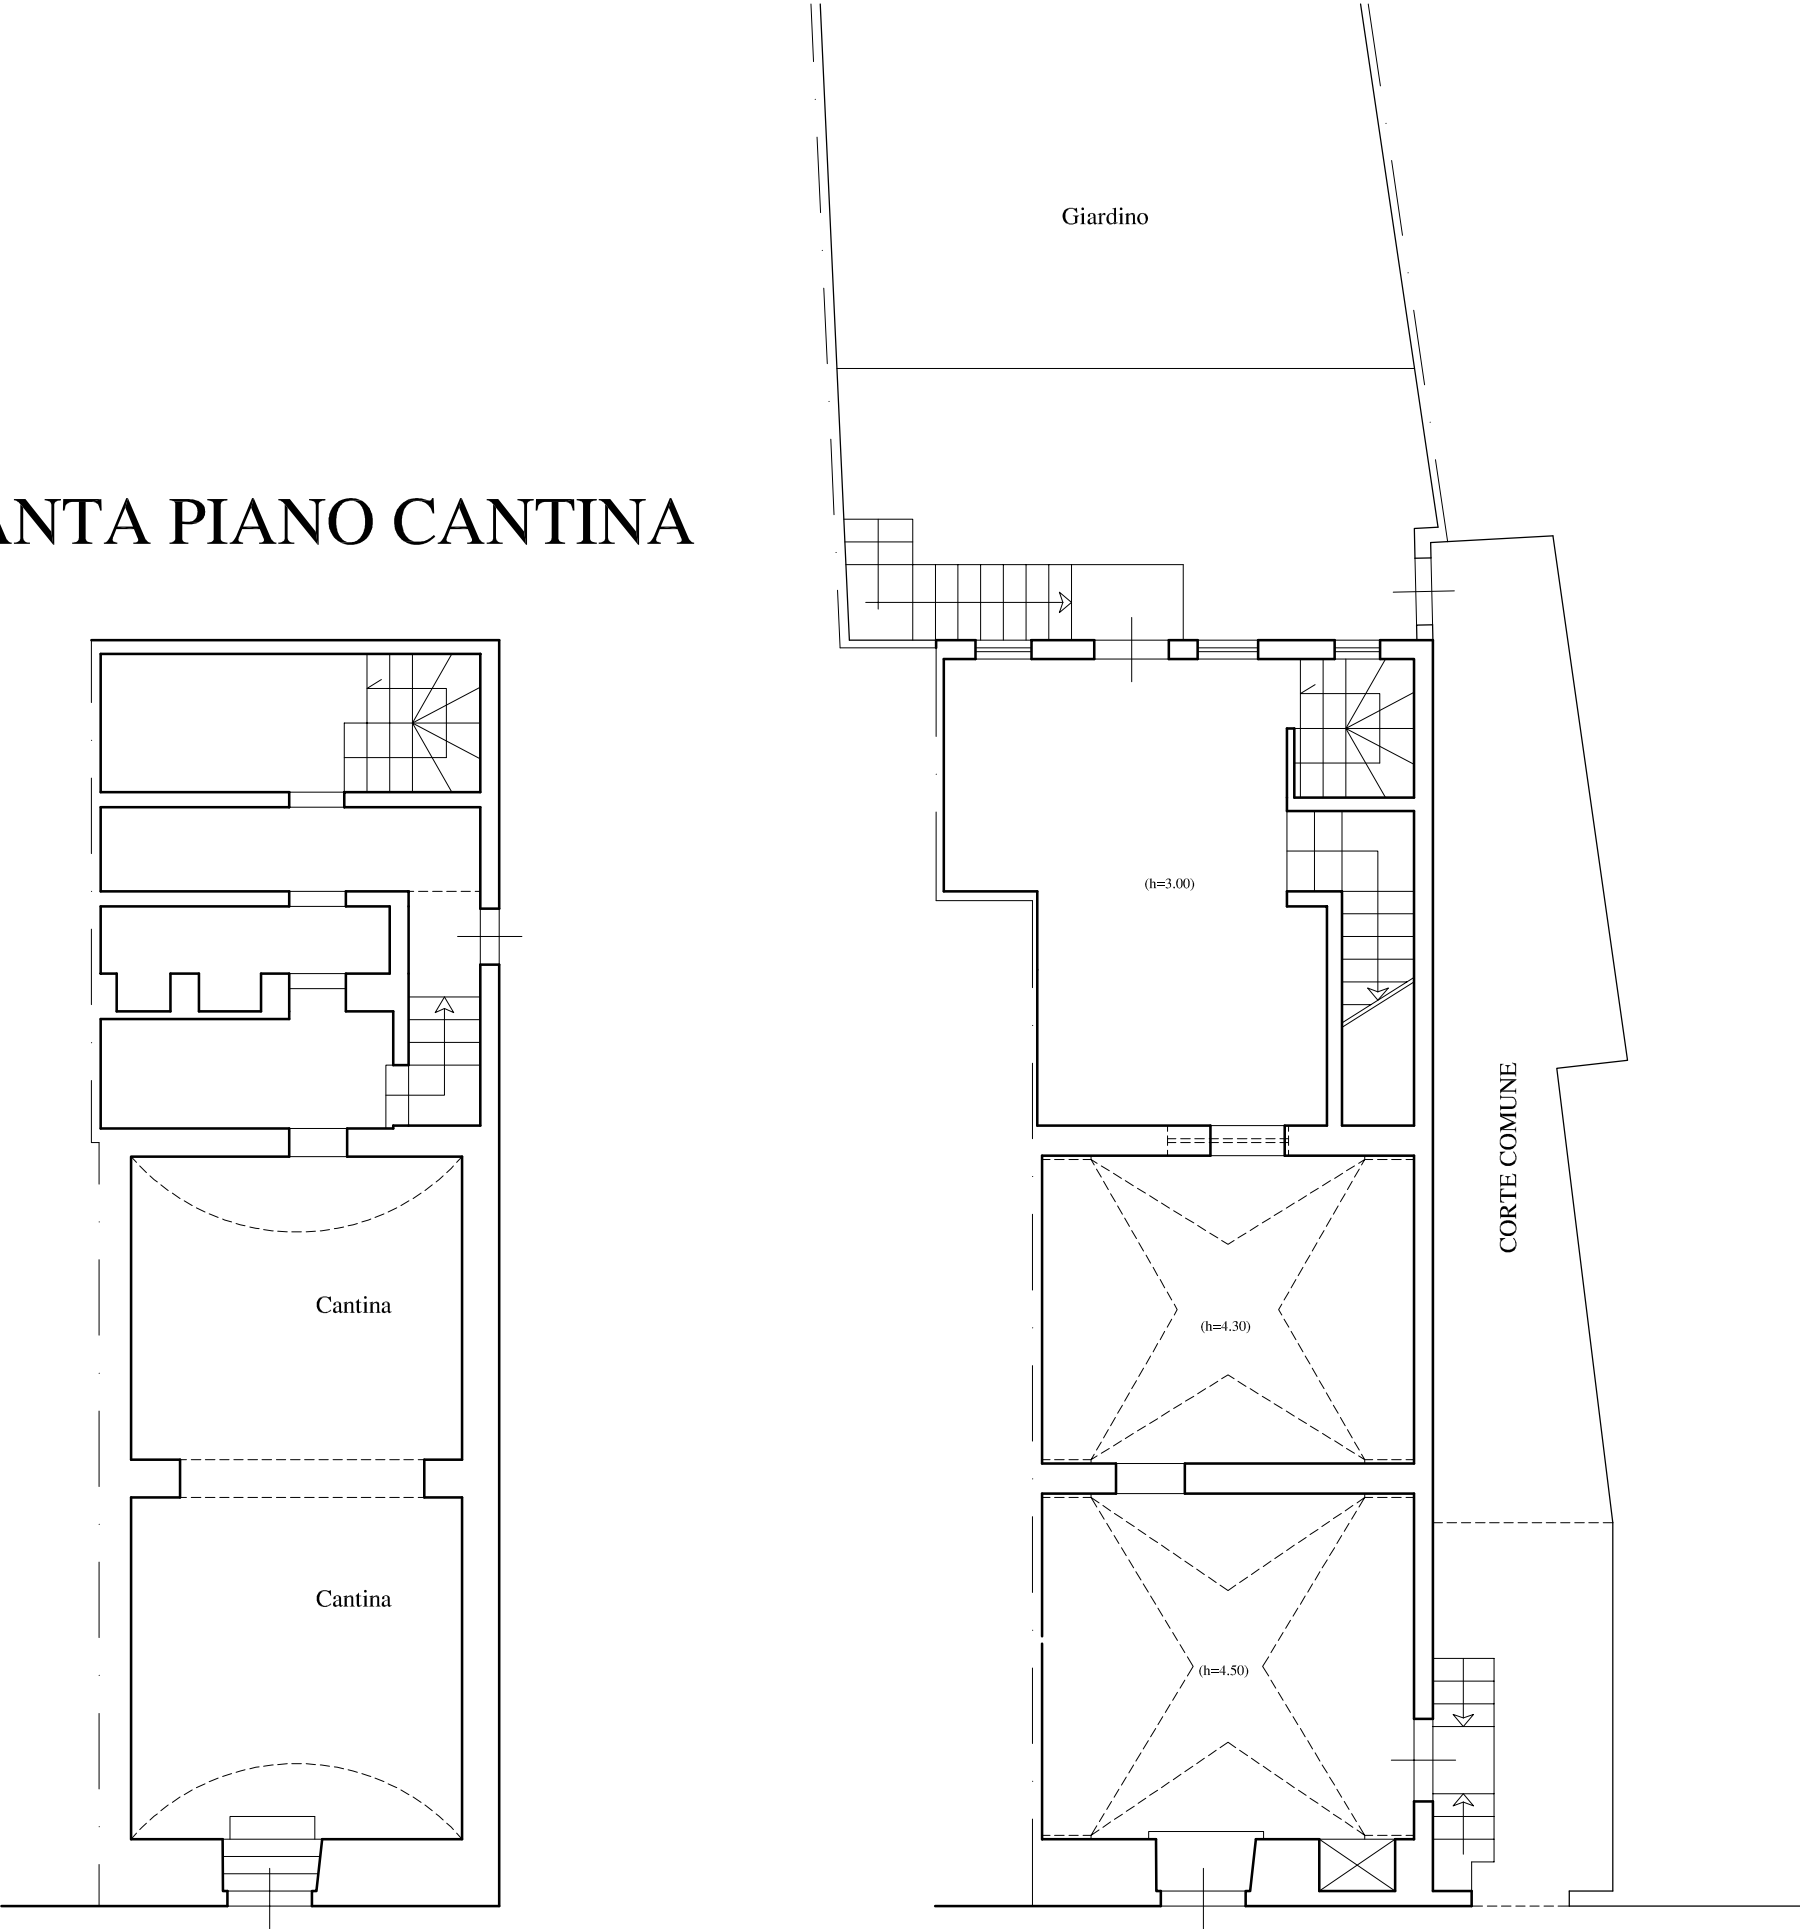 Giardino
ANTA PIANO CANTINA
(h=3.00)
CORTE COMUNE
Cantina
(h=4.30)
Cantina
(h=4.50)